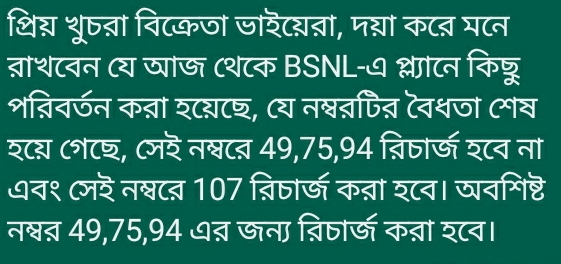 প্রিয় খুচরা বিক্রেতা ভাইয়েরা, দয়া করে মনে
রাখবেন যে আজ থেকে BSNL-এ প্ল্যানে কিছু
পরিবর্তন করা হয়েছে, যে নম্বরটির বৈধতা শেষ
হয়ে গেছে, সেই নম্বরে 49,75,94 রিচার্জ হবে না
এবং সেই নম্বরে 107 রিচার্জ করা হবে। অবশিষ্ট
নম্বর 49,75,94 এর জন্য রিচার্জ করা হবে।